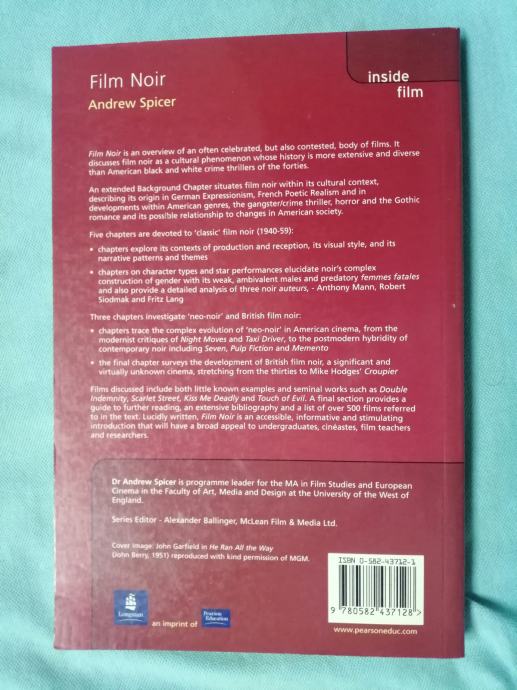 Film Noir
Andrew Spicer
inside
film
Film Noir is an overview of an often celebrated, but also contested, body of films. It
discusses film noir as a cultural phenomenon whose history is more extensive and diverse
than American black and white crime thrillers of the forties.
An extended Background Chapter situates film noir within its cultural context,
describing its origin in German Expressionism, French Poetic Realism and in
developments within American genres, the gangster/crime thriller, horror and the Gothic
romance and its possible relationship to changes in American society.
Five chapters are devoted to 'classic' film noir (1940-59):
• chapters explore its contexts of production and reception, its visual style, and its
narrative patterns and themes
• chapters on character types and star performances elucidate noir's complex
construction of gender with its weak, ambivalent males and predatory femmes fatales
and also provide a detailed analysis of three noir auteurs, - Anthony Mann, Robert
Siodmak and Fritz Lang
Three chapters investigate 'neo-noir' and British film noir:
• chapters trace the complex evolution of 'neo-noir' in American cinema, from the
modernist critiques of Night Moves and Taxi Driver, to the postmodern hybridity of
contemporary noir including Seven, Pulp Fiction and Memento
• the final chapter surveys the development of British film noir, a significant and
virtually unknown cinema, stretching from the thirties to Mike Hodges' Croupier
Films discussed include both little known examples and seminal works such as Double
Indemnity, Scarlet Street, Kiss Me Deadly and Touch of Evil. A final section provides a
guide to further reading, an extensive bibliography and a list of over 500 films referred
to in the text. Lucidly written, Film Noir is an accessible, informative and stimulating
introduction that will have a broad appeal to undergraduates, cinéastes, film teachers
and researchers.
Dr Andrew Spicer is programme leader for the MA in Film Studies and European
Cinema in the Faculty of Art, Media and Design at the University of the West of
England.
Series Editor - Alexander Ballinger, McLean Film & Media Ltd.
Cover image: John Garfield in He Ran All the Way
(John Berry, 1951) reproduced with kind permission of MGM.
ISBN 0-582-43712-1
9 780582 437128 >
Longman
an imprint of
Pearson
Education
www.pearsoneduc.com